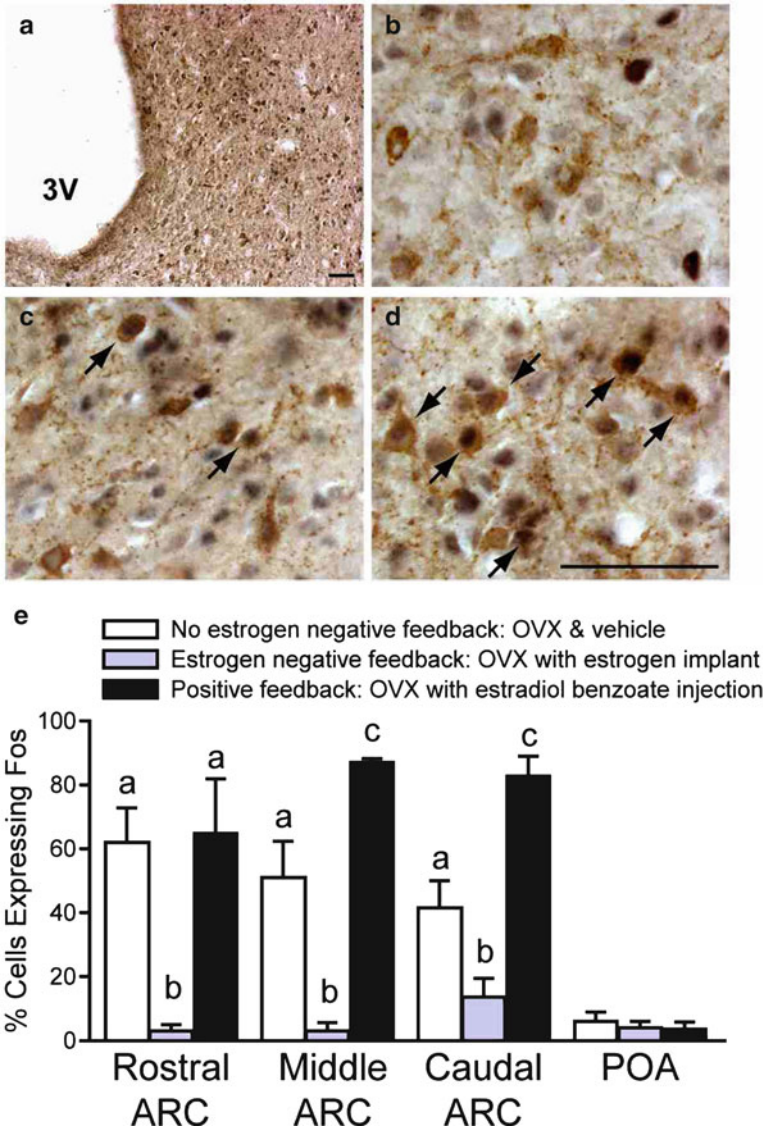 a
b
3V
c
d
e
No estrogen negative feedback: OVX & vehicle
Estrogen negative feedback: OVX with estrogen implant
Positive feedback: OVX with estradiol benzoate injection
% Cells Expressing Fos
100
80
60
40
20
0
a
b
a
a
b
c
a
b
c
Rostral
ARC
Middle
ARC
Caudal
ARC
POA